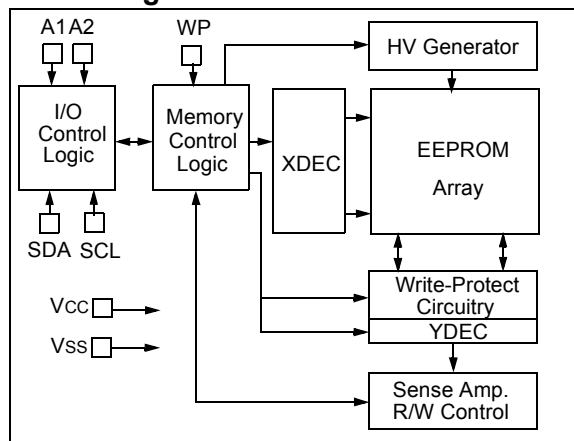 A1 A2
WP
HV Generator
I/O
Control
Logic
Memory
Control
Logic
XDEC
EEPROM
Array
SDA SCL
Write-Protect
Circuitry
YDEC
VCC
VSS
Sense Amp.
R/W Control